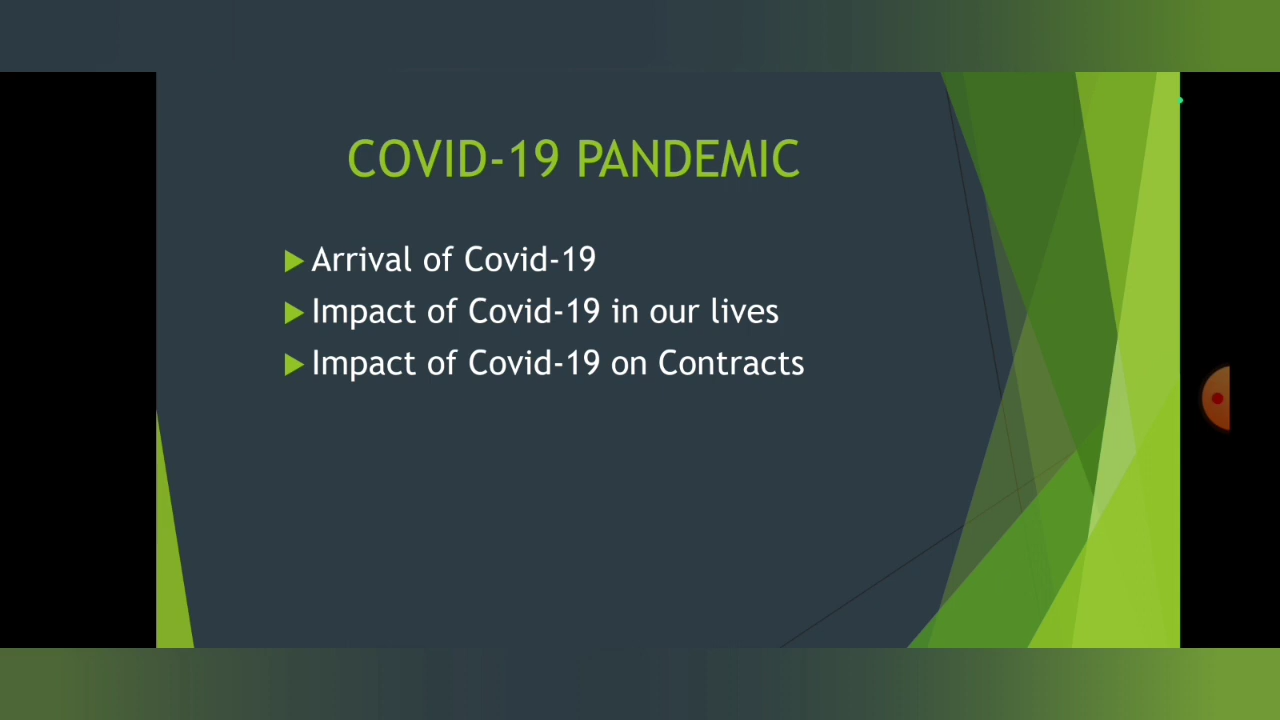 COVID-19 PANDEMIC
Arrival of Covid-19
Impact of Covid-19 in our lives
Impact of Covid-19 on Contracts